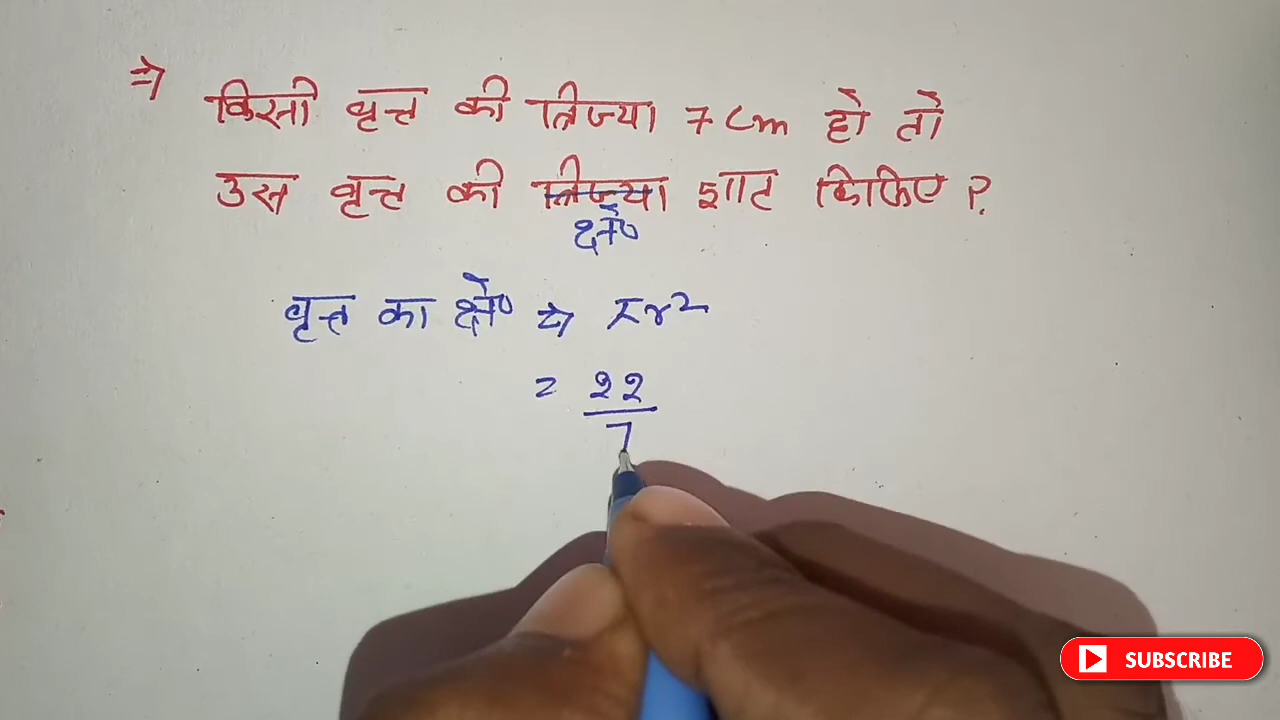 ⇒ किसी वृत्त की त्रिज्या 7 cm हो तो
उस वृत्त की त्रिज्या ज्ञात किजिए ?
क्षे०
वृत्त का क्षे० ⇒ πr²
= 22
7
SUBSCRIBE